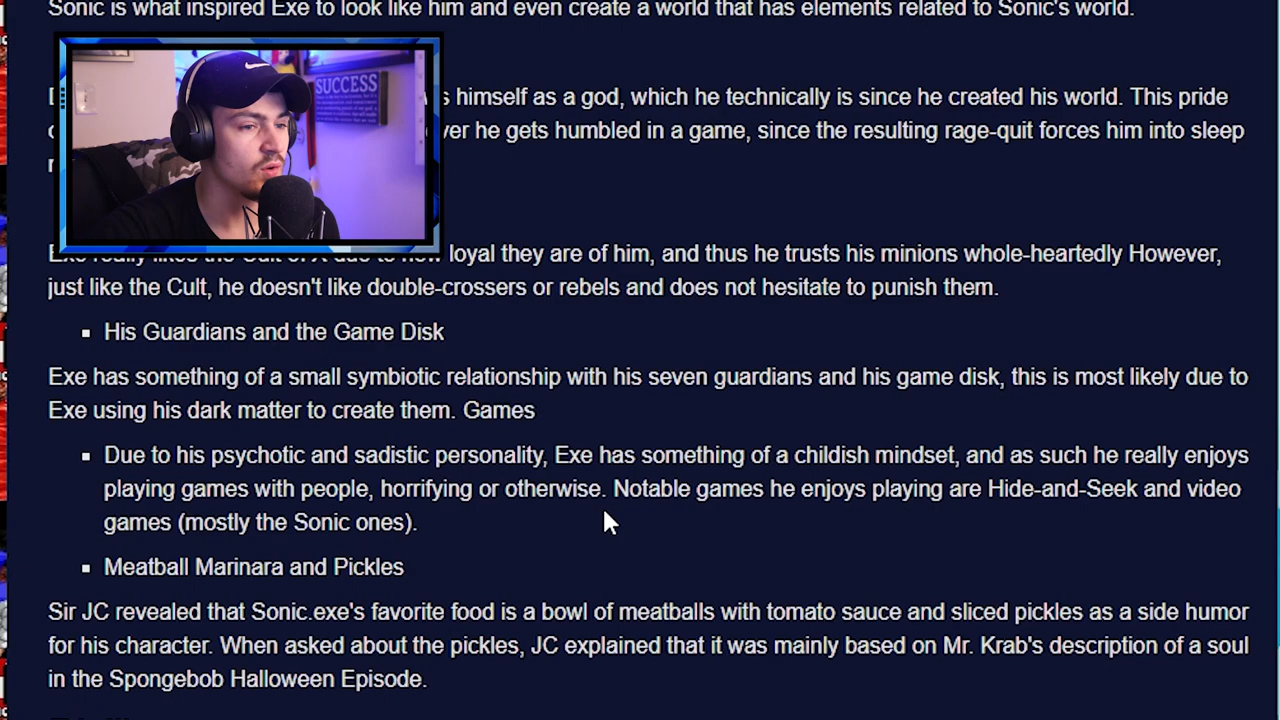 Sonic is what inspired Exe to look like him and even create a world that has elements related to Sonic's world.
SUCCESS
himself as a god, which he technically is since he created his world. This pride
he gets humbled in a game, since the resulting rage-quit forces him into sleep
Exe really likes the Cult of X due to how loyal they are of him, and thus he trusts his minions whole-heartedly However,
just like the Cult, he doesn't like double-crossers or rebels and does not hesitate to punish them.
His Guardians and the Game Disk
Exe has something of a small symbiotic relationship with his seven guardians and his game disk, this is most likely due to
Exe using his dark matter to create them. Games
Due to his psychotic and sadistic personality, Exe has something of a childish mindset, and as such he really enjoys
playing games with people, horrifying or otherwise. Notable games he enjoys playing are Hide-and-Seek and video
games (mostly the Sonic ones).
Meatball Marinara and Pickles
Sir JC revealed that Sonic.exe's favorite food is a bowl of meatballs with tomato sauce and sliced pickles as a side humor
for his character. When asked about the pickles, JC explained that it was mainly based on Mr. Krab's description of a soul
in the Spongebob Halloween Episode.